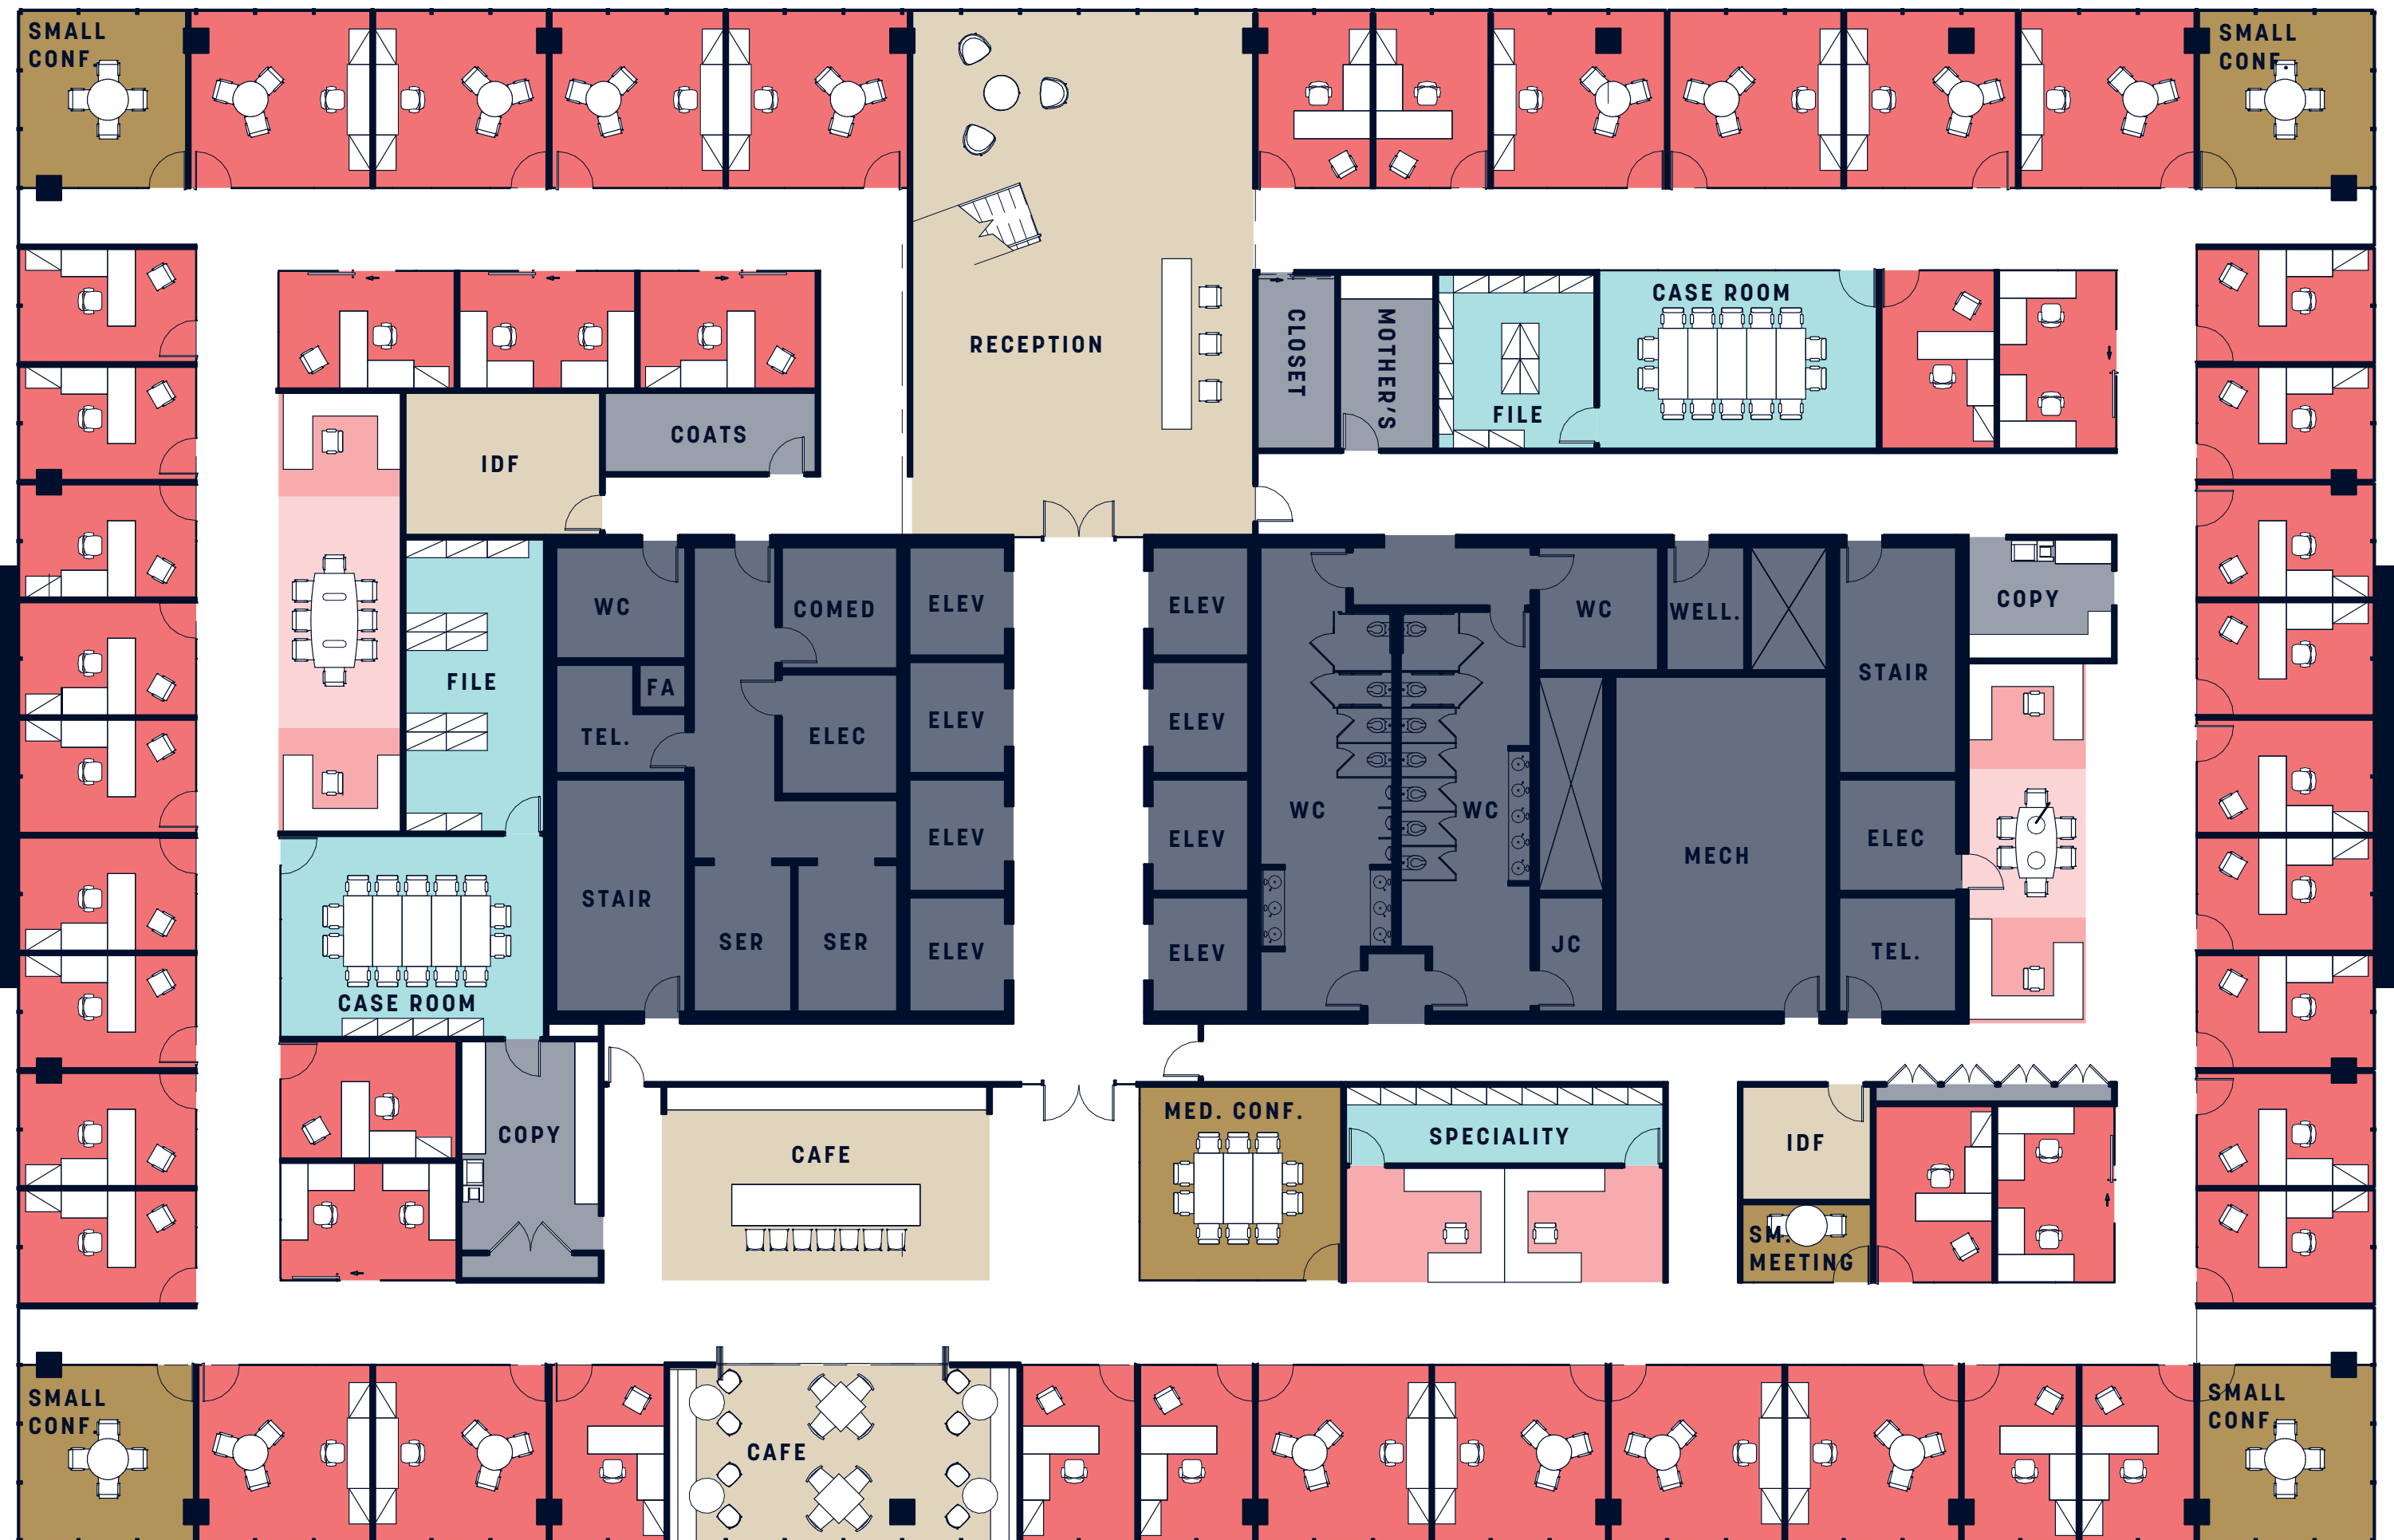 SMALL
CONF.
SMALL
CONF.
CASE ROOM
CLOSET
MOTHER'S
RECEPTION
FILE
COATS
IDF
WC
COMED
ELEV
ELEV
WC
WELL.
COPY
FILE
FA
TEL.
ELEC
ELEV
ELEV
STAIR
WC
WC
ELEV
ELEV
MECH
ELEC
STAIR
SER
SER
ELEV
ELEV
JC
TEL.
CASE ROOM
COPY
CAFE
MED. CONF.
SPECIALITY
IDF
SM.
MEETING
SMALL
CONF.
CAFE
SMALL
CONF.